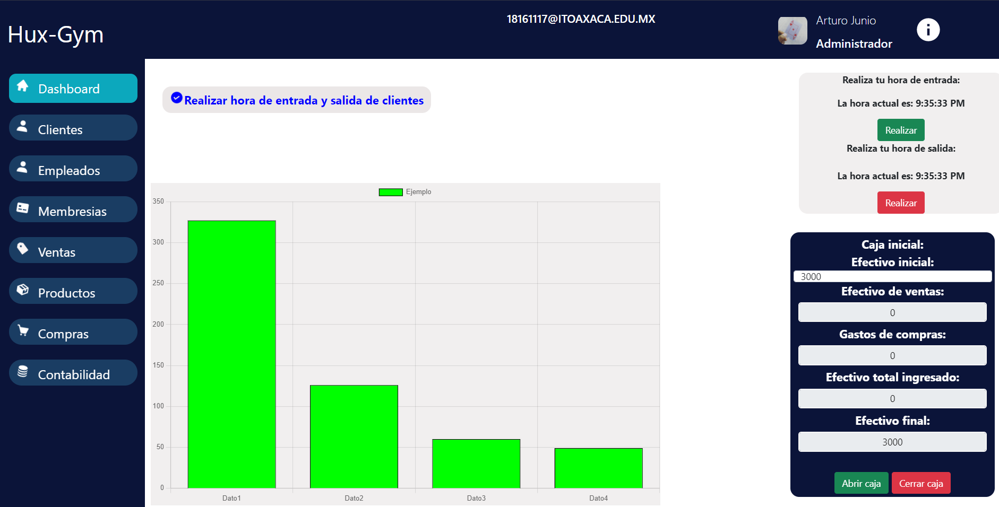 18161117@ITOAXACA.EDU.MX
Arturo Junio
Administrador
Hux-Gym
Dashboard
Clientes
Empleados
Membresias
Ventas
Productos
Compras
Contabilidad
Realizar hora de entrada y salida de clientes
Ejemplo
350
300
250
200
150
100
50
0
Dato1 Dato2 Dato3 Dato4
Realiza tu hora de entrada:
La hora actual es: 9:35:33 PM
Realizar
Realiza tu hora de salida:
La hora actual es: 9:35:33 PM
Realizar
Caja inicial:
Efectivo inicial:
3000
Efectivo de ventas:
0
Gastos de compras:
0
Efectivo total ingresado:
0
Efectivo final:
3000
Abrir caja Cerrar caja